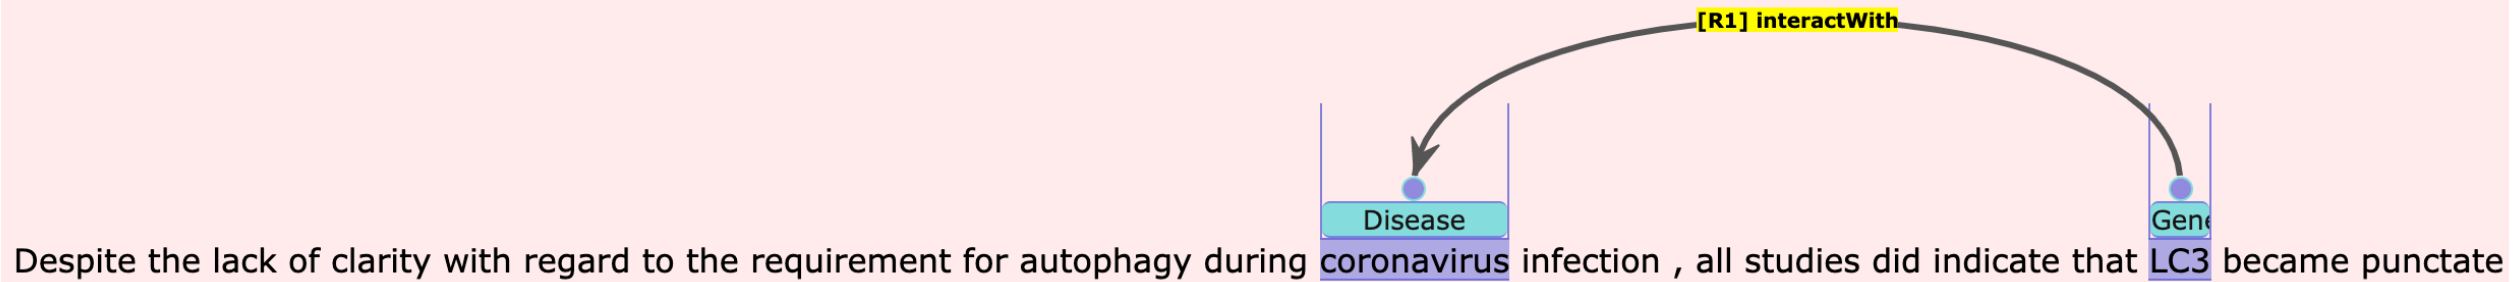 [R1] interactWith
Disease Gene
Despite the lack of clarity with regard to the requirement for autophagy during coronavirus infection , all studies did indicate that LC3 became punctate